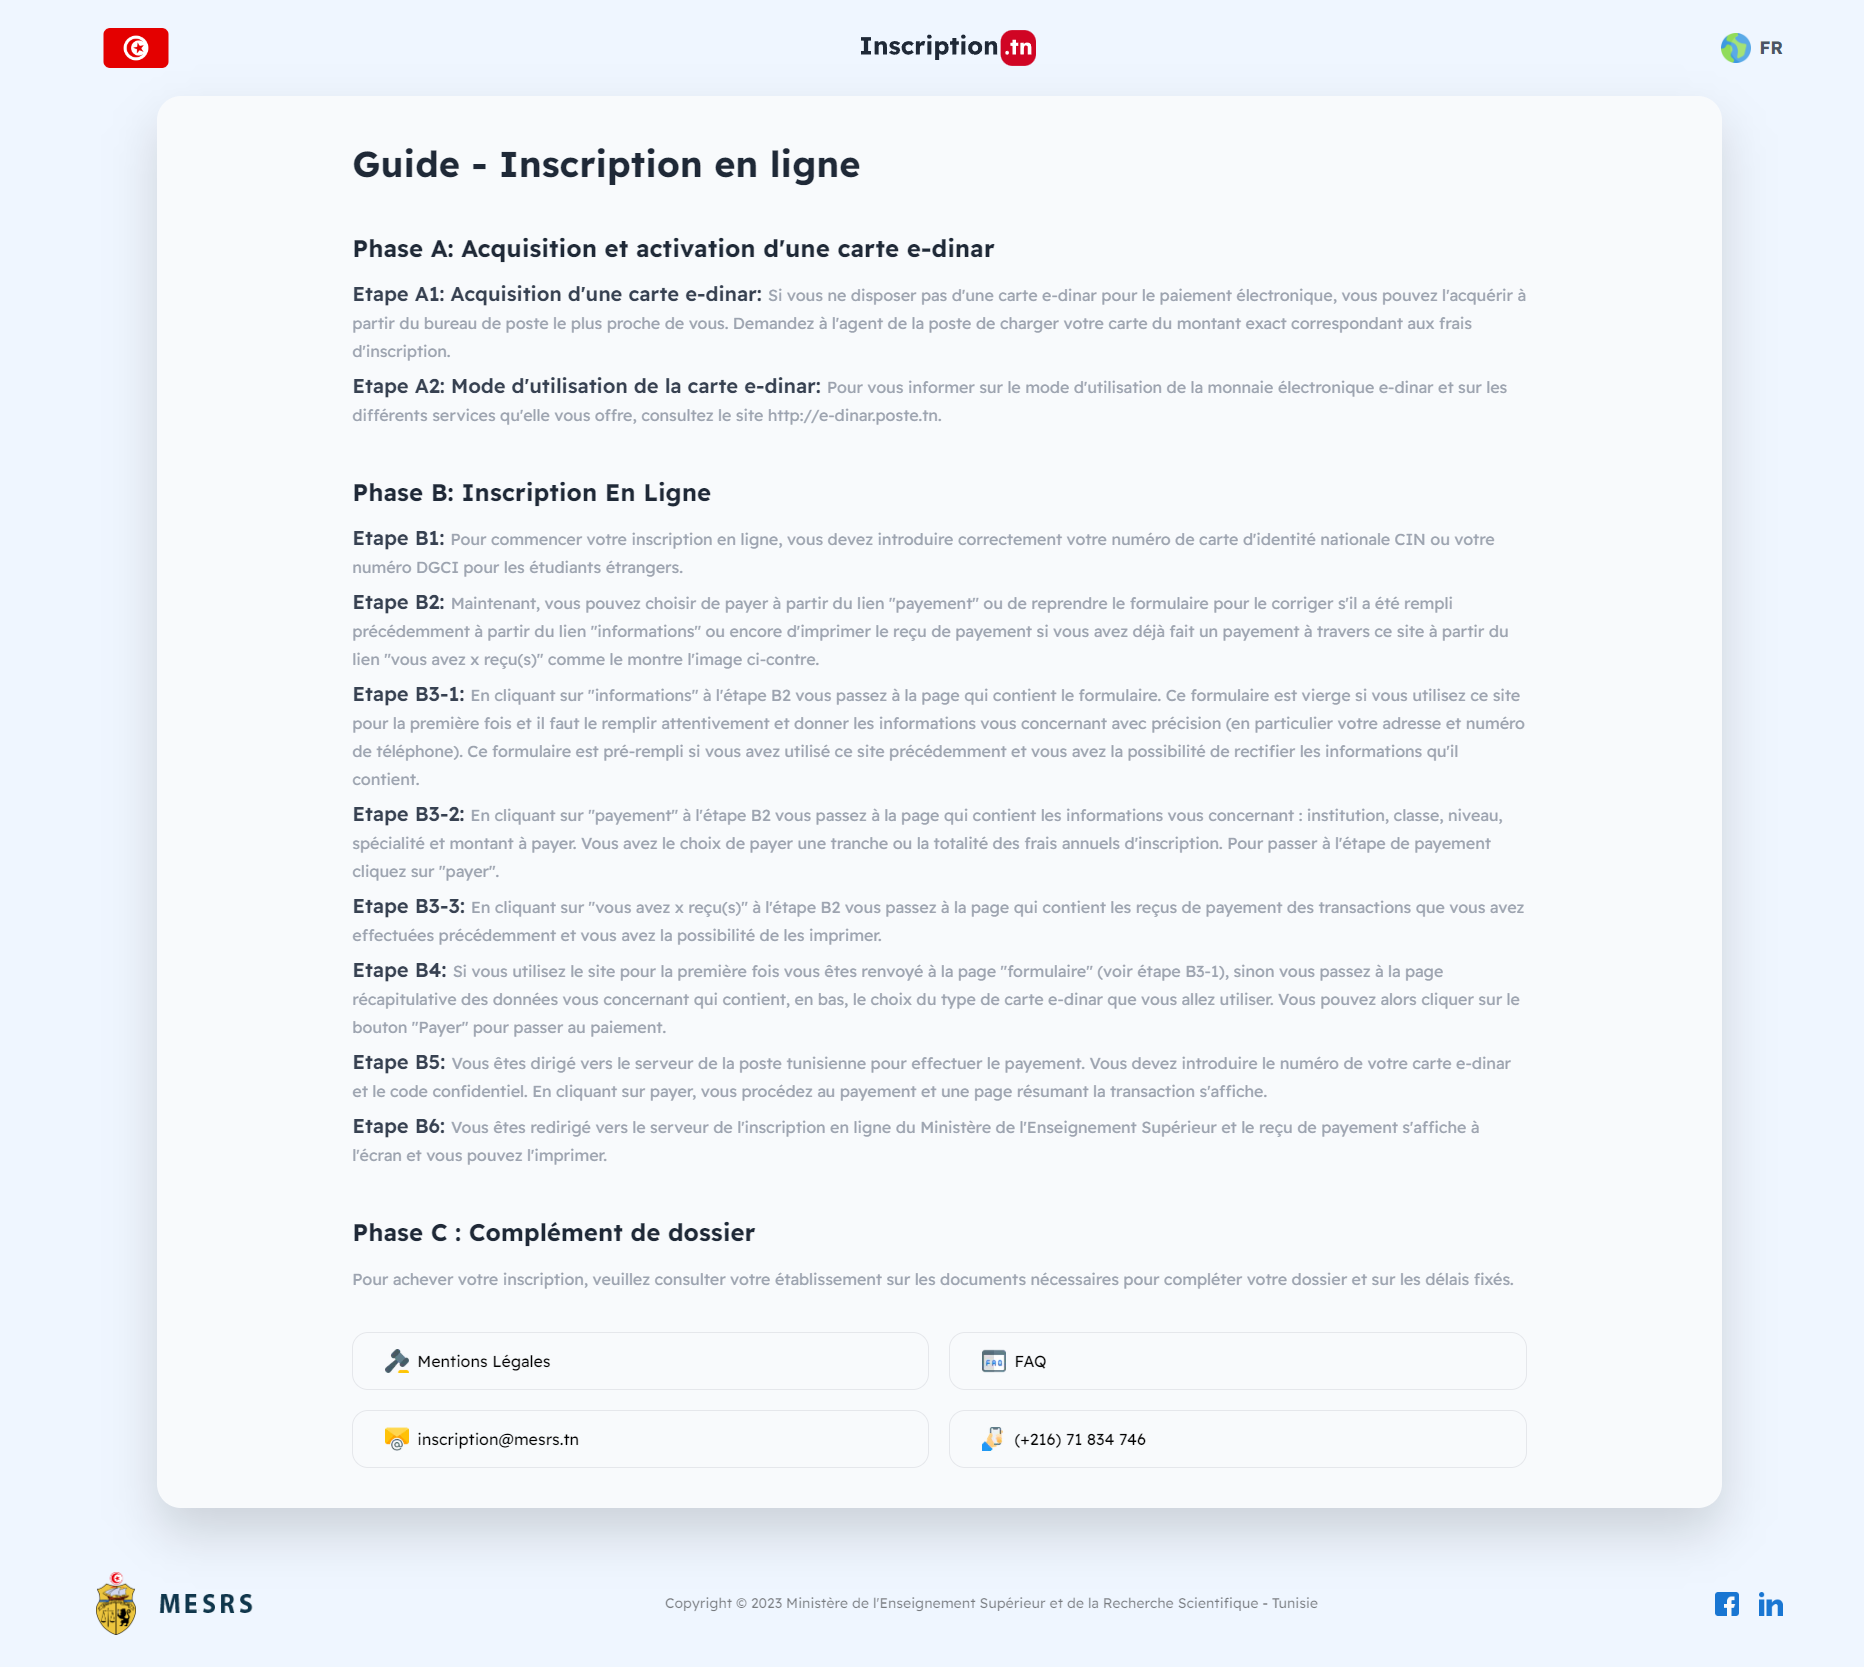 Inscription.tn
FR
Guide - Inscription en ligne
Phase A: Acquisition et activation d'une carte e-dinar
Etape A1: Acquisition d'une carte e-dinar: Si vous ne disposer pas d'une carte e-dinar pour le paiement électronique, vous pouvez l'acquérir à
partir du bureau de poste le plus proche de vous. Demandez à l'agent de la poste de charger votre carte du montant exact correspondant aux frais
d'inscription.
Etape A2: Mode d'utilisation de la carte e-dinar: Pour vous informer sur le mode d'utilisation de la monnaie électronique e-dinar et sur les
différents services qu'elle vous offre, consultez le site http://e-dinar.poste.tn.
Phase B: Inscription En Ligne
Etape B1: Pour commencer votre inscription en ligne, vous devez introduire correctement votre numéro de carte d'identité nationale CIN ou votre
numéro DGCI pour les étudiants étrangers.
Etape B2: Maintenant, vous pouvez choisir de payer à partir du lien "payement" ou de reprendre le formulaire pour le corriger s'il a été rempli
précédemment à partir du lien "informations" ou encore d'imprimer le reçu de payement si vous avez déjà fait un payement à travers ce site à partir du
lien "vous avez x reçu(s)" comme le montre l'image ci-contre.
Etape B3-1: En cliquant sur "informations" à l'étape B2 vous passez à la page qui contient le formulaire. Ce formulaire est vierge si vous utilisez ce site
pour la première fois et il faut le remplir attentivement et donner les informations vous concernant avec précision (en particulier votre adresse et numéro
de téléphone). Ce formulaire est pré-rempli si vous avez utilisé ce site précédemment et vous avez la possibilité de rectifier les informations qu'il
contient.
Etape B3-2: En cliquant sur "payement" à l'étape B2 vous passez à la page qui contient les informations vous concernant : institution, classe, niveau,
spécialité et montant à payer. Vous avez le choix de payer une tranche ou la totalité des frais annuels d'inscription. Pour passer à l'étape de payement
cliquez sur "payer".
Etape B3-3: En cliquant sur "vous avez x reçu(s)" à l'étape B2 vous passez à la page qui contient les reçus de payement des transactions que vous avez
effectuées précédemment et vous avez la possibilité de les imprimer.
Etape B4: Si vous utilisez le site pour la première fois vous êtes renvoyé à la page "formulaire" (voir étape B3-1), sinon vous passez à la page
récapitulative des données vous concernant qui contient, en bas, le choix du type de carte e-dinar que vous allez utiliser. Vous pouvez alors cliquer sur le
bouton "Payer" pour passer au paiement.
Etape B5: Vous êtes dirigé vers le serveur de la poste tunisienne pour effectuer le payement. Vous devez introduire le numéro de votre carte e-dinar
et le code confidentiel. En cliquant sur payer, vous procédez au payement et une page résumant la transaction s'affiche.
Etape B6: Vous êtes redirigé vers le serveur de l'inscription en ligne du Ministère de l'Enseignement Supérieur et le reçu de payement s'affiche à
l'écran et vous pouvez l'imprimer.
Phase C : Complément de dossier
Pour achever votre inscription, veuillez consulter votre établissement sur les documents nécessaires pour compléter votre dossier et sur les délais fixés.
Mentions Légales
FAQ FAQ
inscription@mesrs.tn
(+216) 71 834 746
MESRS
Copyright © 2023 Ministère de l'Enseignement Supérieur et de la Recherche Scientifique - Tunisie